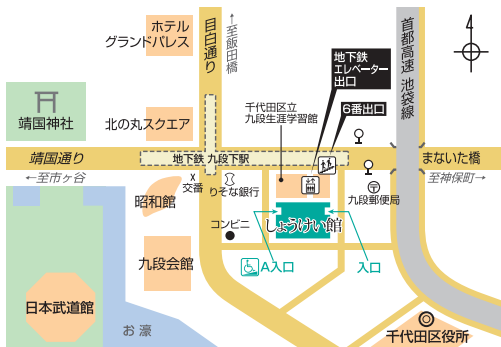 ホテル
グランドパレス
目白通り
←至飯田橋
首都高速 池袋線
4
地下鉄
エレベーター
出口
6番出口
千代田区立
九段生涯学習館
靖国神社
北の丸スクエア
靖国通り
地下鉄 九段下駅
まないた橋
←至市ヶ谷
X
交番
りそな銀行
至神保町→
九段郵便局
昭和館
コンビニ
しょうけい館
九段会館
A入口
入口
日本武道館
お濠
千代田区役所